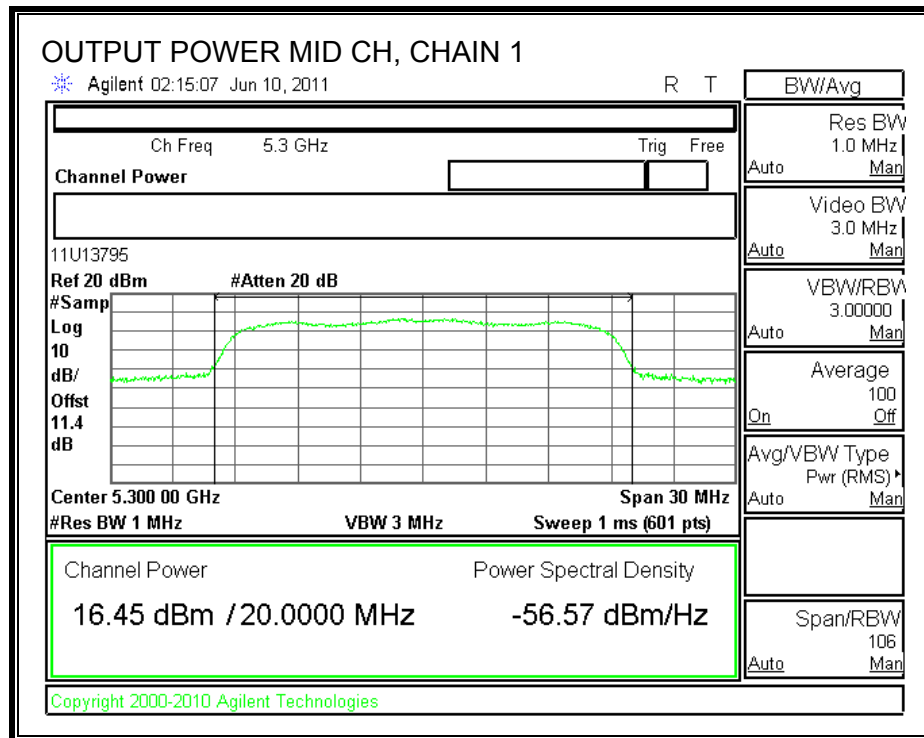 OUTPUT POWER MID CH, CHAIN 1
Agilent 02:15:07 Jun 10, 2011 R T
Ch Freq 5.3 GHz Trig Free
Channel Power
11U13795
Ref 20 dBm #Atten 20 dB
#Samp
Log
10
dB/
Offst
11.4
dB
Center 5.300 00 GHz Span 30 MHz
#Res BW 1 MHz VBW 3 MHz Sweep 1 ms (601 pts)
Channel Power Power Spectral Density
16.45 dBm / 20.0000 MHz -56.57 dBm/Hz
Copyright 2000-2010 Agilent Technologies
BW/Avg
Res BW
1.0 MHz
Auto Man
Video BW
3.0 MHz
Auto Man
VBW/RBW
3.00000
Auto Man
Average
100
On Off
Avg/VBW Type
Pwr (RMS)
Auto Man
Span/RBW
106
Auto Man